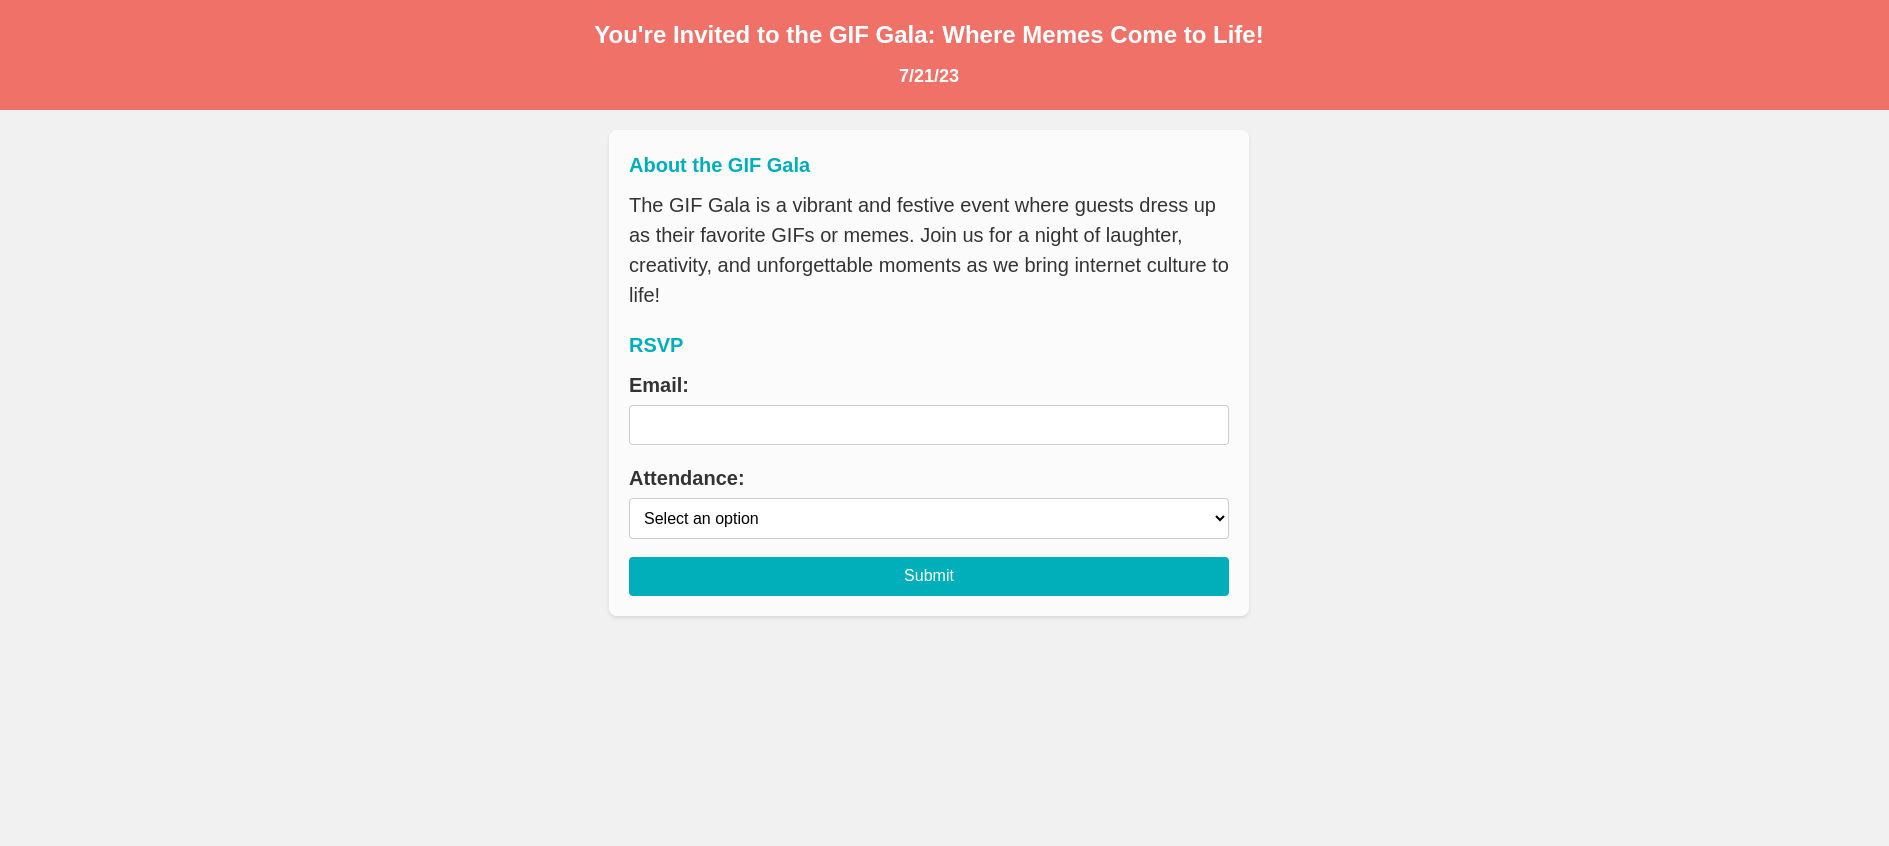 You're Invited to the GIF Gala: Where Memes Come to Life!
7/21/23
About the GIF Gala
The GIF Gala is a vibrant and festive event where guests dress up
as their favorite GIFs or memes. Join us for a night of laughter,
creativity, and unforgettable moments as we bring internet culture to
life!
RSVP
Email:
Attendance:
Select an option
Submit